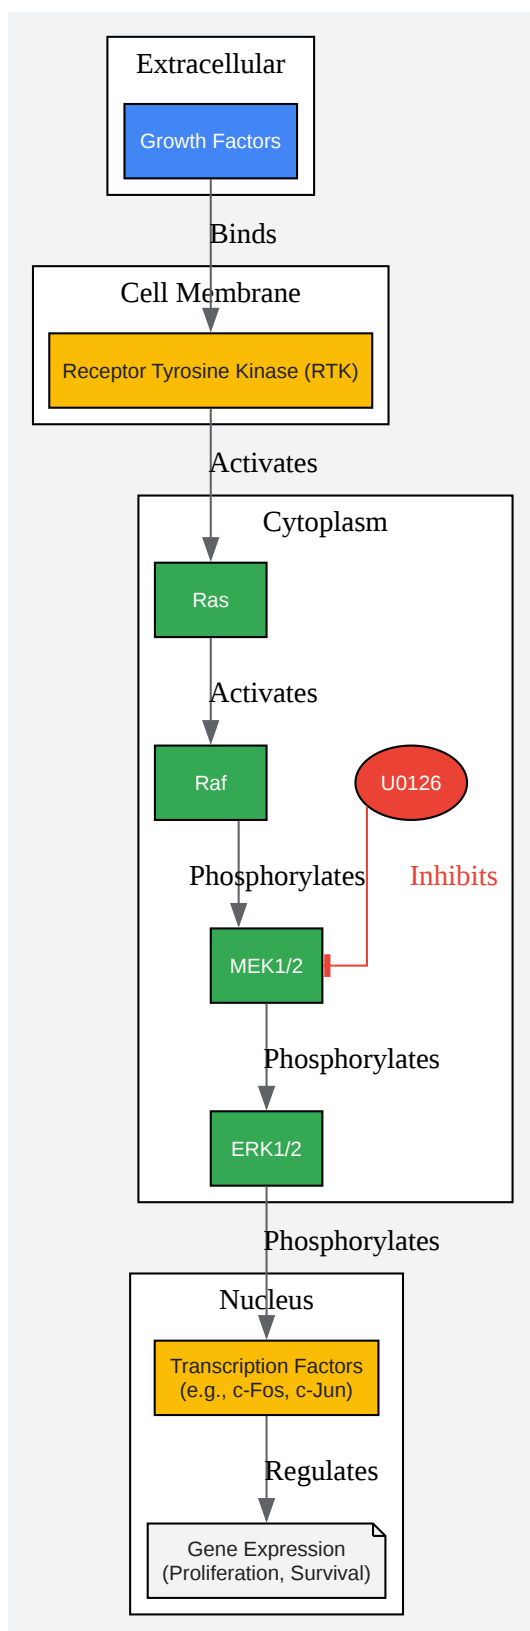 Extracellular
Growth Factors
Binds
Cell Membrane
Receptor Tyrosine Kinase (RTK)
Activates
Cytoplasm
Ras
Activates
Raf
U0126
Phosphorylates
Inhibits
MEK1/2
Phosphorylates
ERK1/2
Phosphorylates
Nucleus
Transcription Factors
(e.g., c-Fos, c-Jun)
Regulates
Gene Expression
(Proliferation, Survival)